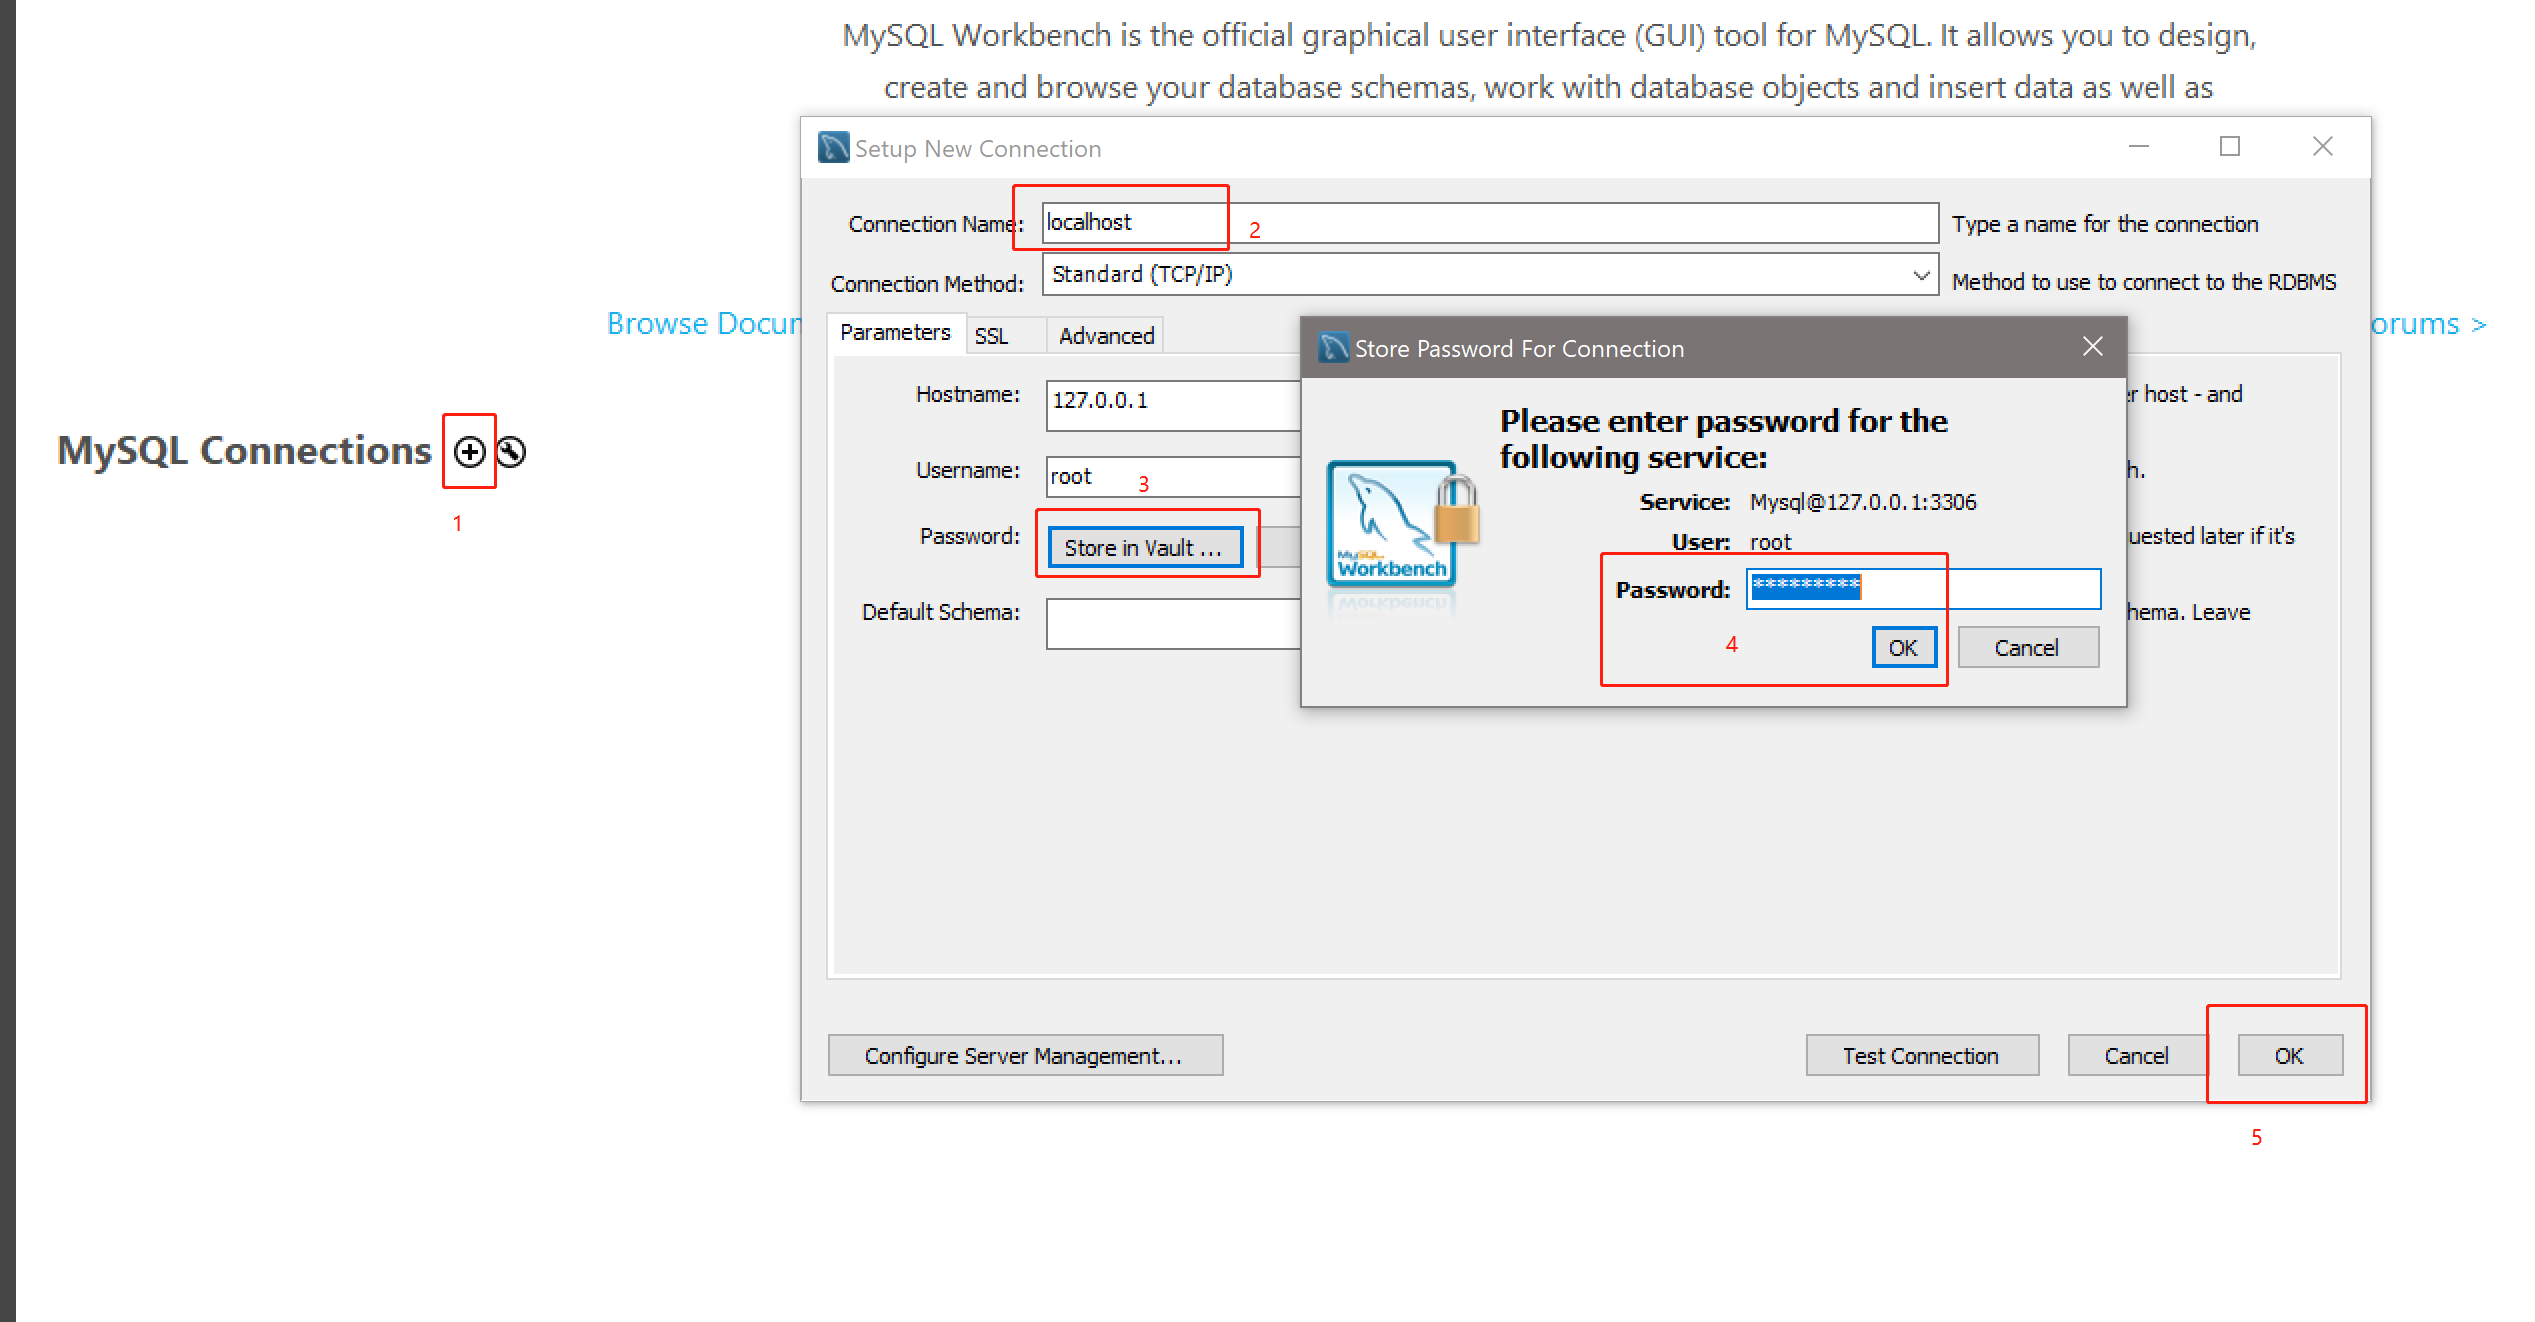 MySQL Workbench is the official graphical user interface (GUI) tool for MySQL. It allows you to design,
create and browse your database schemas, work with database objects and insert data as well as
Setup New Connection
Connection Name: localhost 2 Type a name for the connection
Connection Method: Standard (TCP/IP) Method to use to connect to the RDBMS
Browse Docum
orums >
Parameters SSL Advanced
Store Password For Connection
Hostname: 127.0.0.1
er host - and
Please enter password for the
following service:
MySQL Connections
1
Username: root 3
h.
Service: Mysql@127.0.0.1:3306
Password: Store in Vault ...
uested later if it's
User: root
MySQL
Workbench
Password: *********
Default Schema:
hema. Leave
4 OK Cancel
Configure Server Management... Test Connection Cancel OK
5